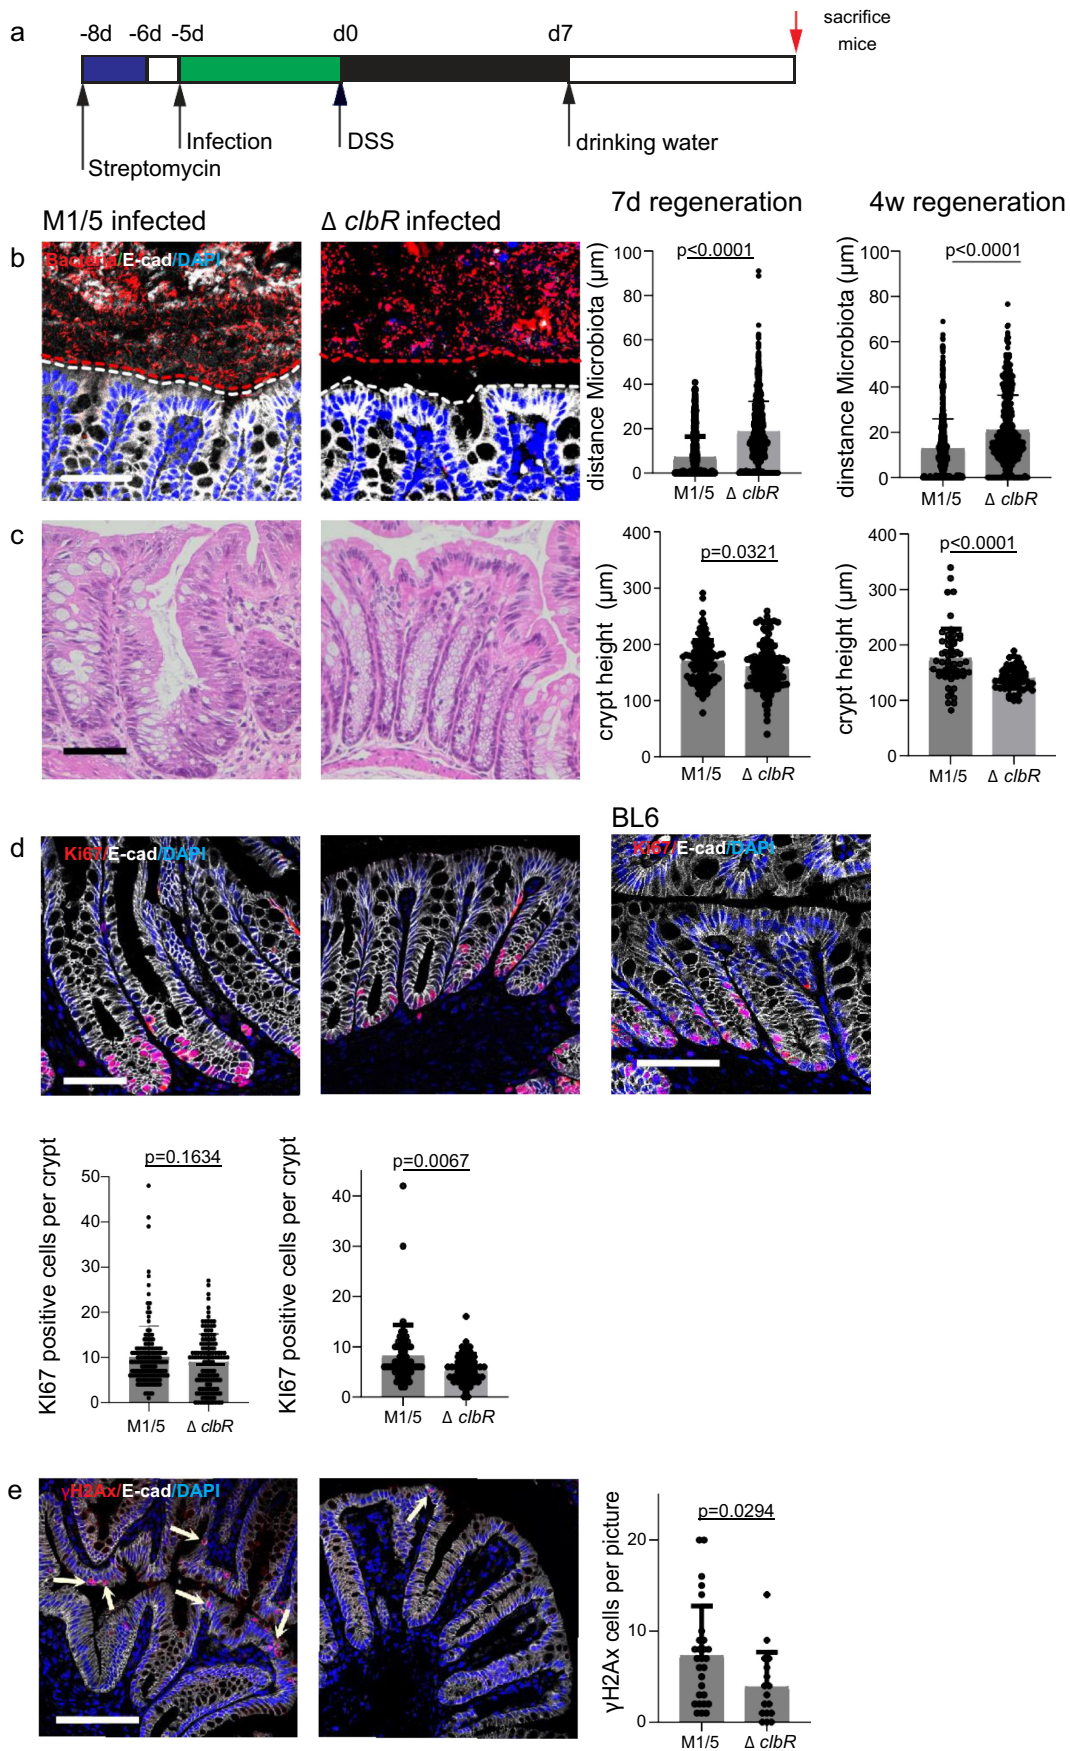 a
-8d -6d -5d d0 d7
sacrifice
mice
Infection
DSS
drinking water
Streptomycin
7d regeneration
4w regeneration
M1/5 infected
Δ clbR infected
b
Bacteria/E-cad/DAPI
distance Microbiota (µm)
100
80
60
40
20
0
p<0.0001
M1/5
Δ clbR
dinstance Microbiota (µm)
100
80
60
40
20
0
p<0.0001
M1/5
Δ clbR
c
crypt height (µm)
400
300
200
100
0
p=0.0321
M1/5
Δ clbR
crypt height (µm)
400
300
200
100
0
p<0.0001
M1/5
Δ clbR
BL6
d
Ki67/E-cad/DAPI
Ki67/E-cad/DAPI
KI67 positive cells per crypt
50
40
30
20
10
0
p=0.1634
M1/5
Δ clbR
KI67 positive cells per crypt
40
30
20
10
0
p=0.0067
M1/5
Δ clbR
e
γH2Ax/E-cad/DAPI
γH2Ax cells per picture
20
10
0
p=0.0294
M1/5
Δ clbR